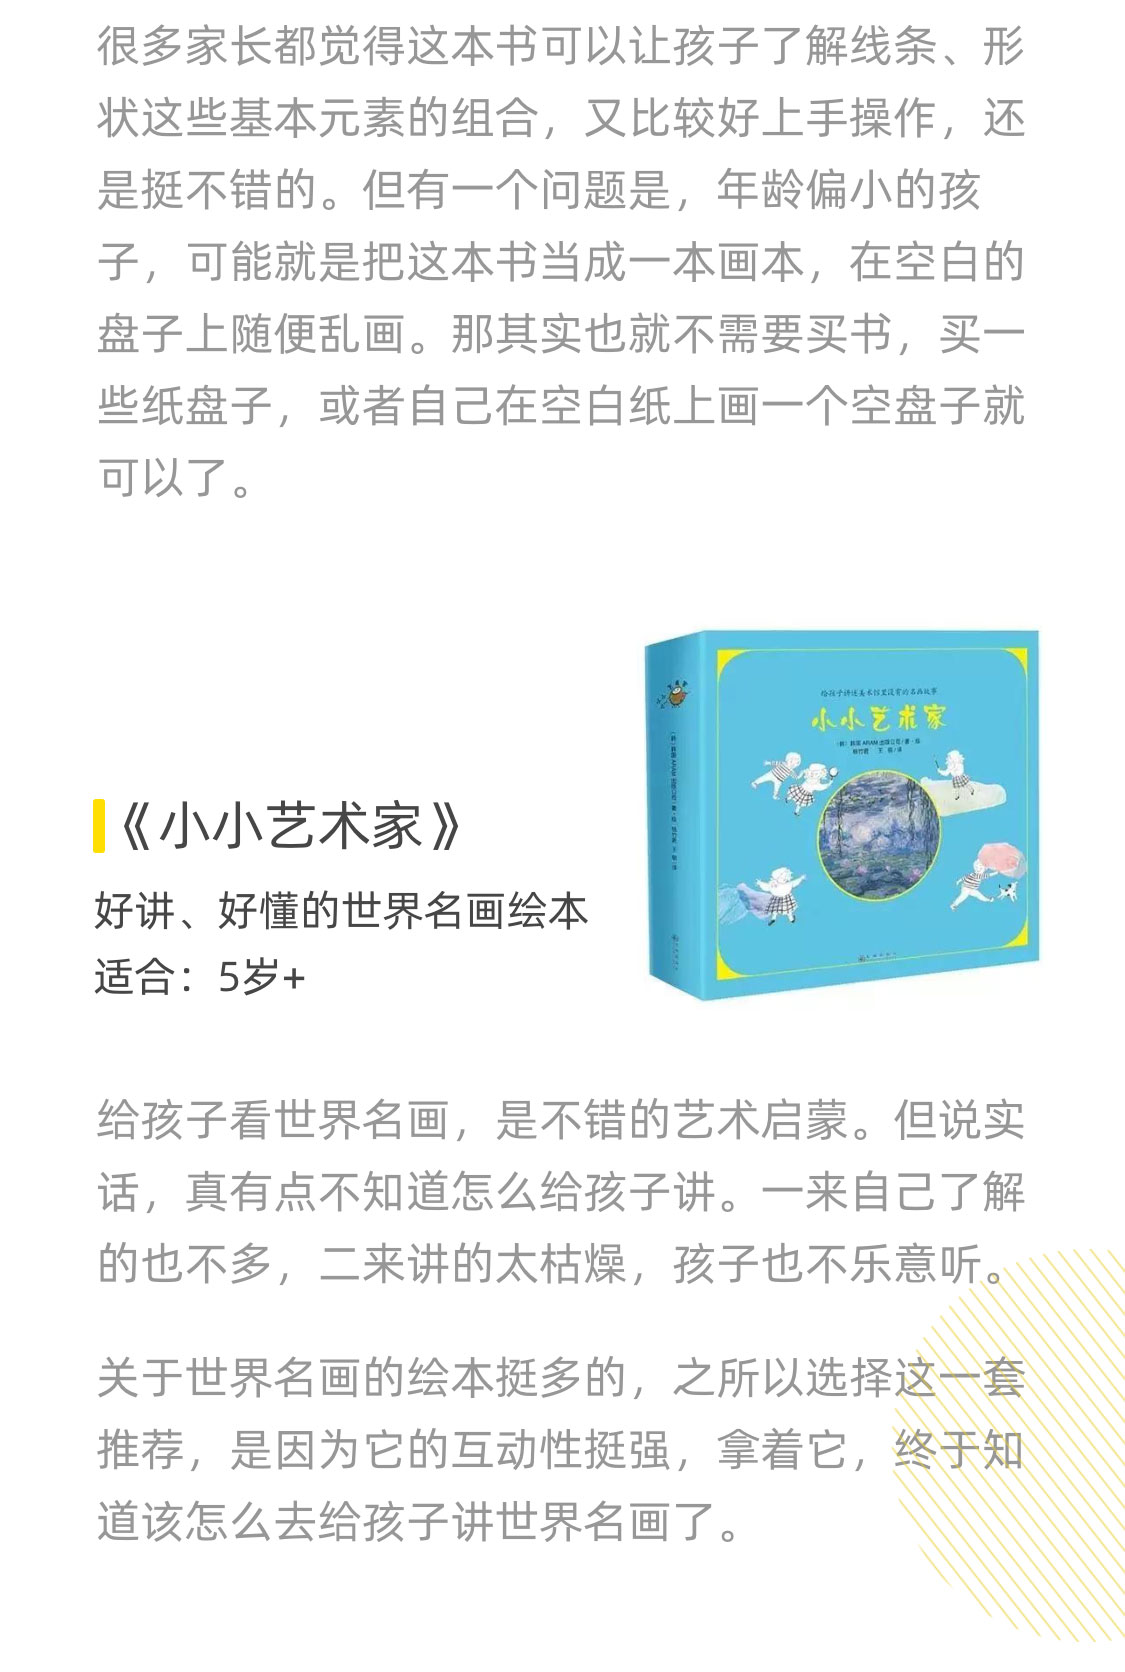 很多家长都觉得这本书可以让孩子了解线条、形
状这些基本元素的组合，又比较好上手操作，还
是挺不错的。但有一个问题是，年龄偏小的孩
子，可能就是把这本书当成一本画本，在空白的
盘子上随便乱画。那其实也就不需要买书，买一
些纸盘子，或者自己在空白纸上画一个空盘子就
可以了。
给孩子讲述美术馆里没有的名画故事
小小艺术家
（韩）韩国 ARAM 出版公司/著·绘
《小小艺术家》
好讲、好懂的世界名画绘本
适合：5岁+
给孩子看世界名画，是不错的艺术启蒙。但说实
话，真有点不知道怎么给孩子讲。一来自己了解
的也不多，二来讲的太枯燥，孩子也不乐意听。
关于世界名画的绘本挺多的，之所以选择这一套
推荐，是因为它的互动性挺强，拿着它，终于知
道该怎么去给孩子讲世界名画了。